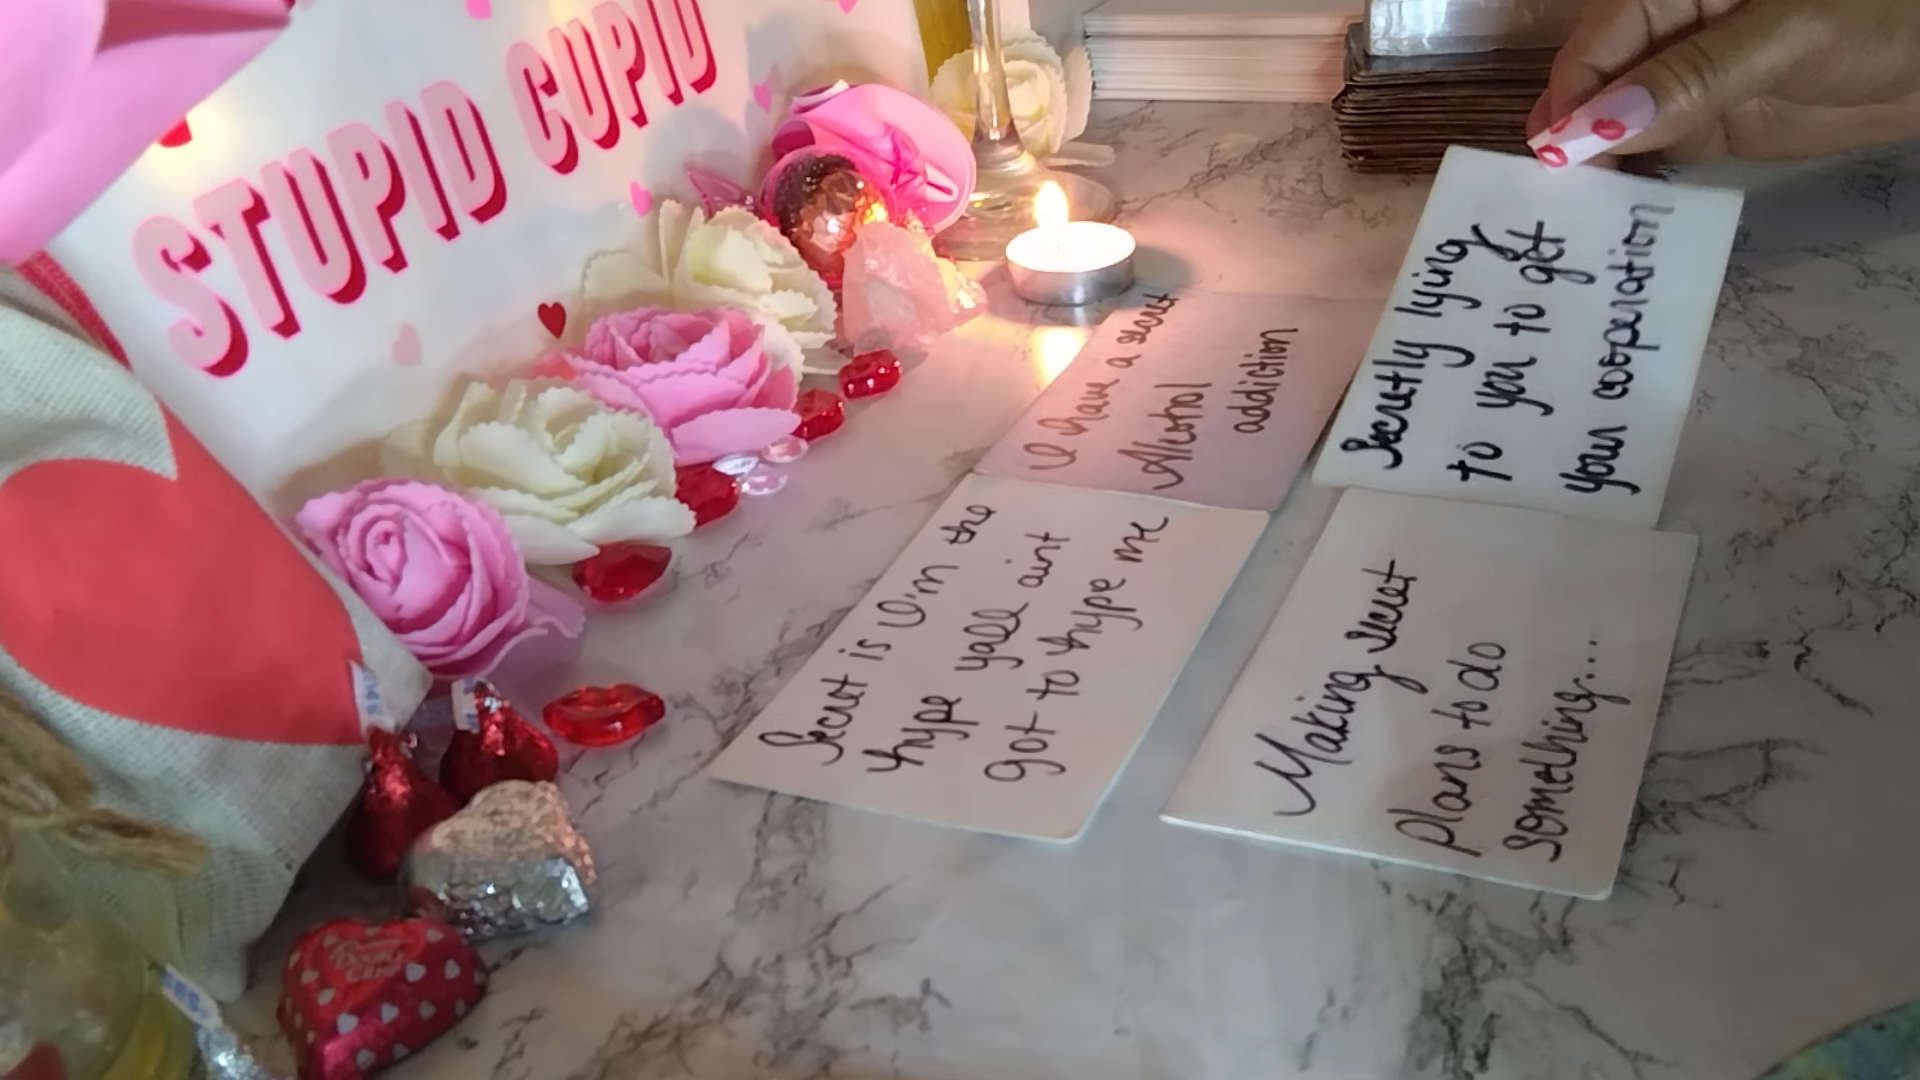 STUPID CUPID
I have a secret
Alcohol
addiction
Secretly lying
to you to get
your cooperation
Secret is I'm the
hype yall aint
got to hype me
Making secret
plans to do
something...